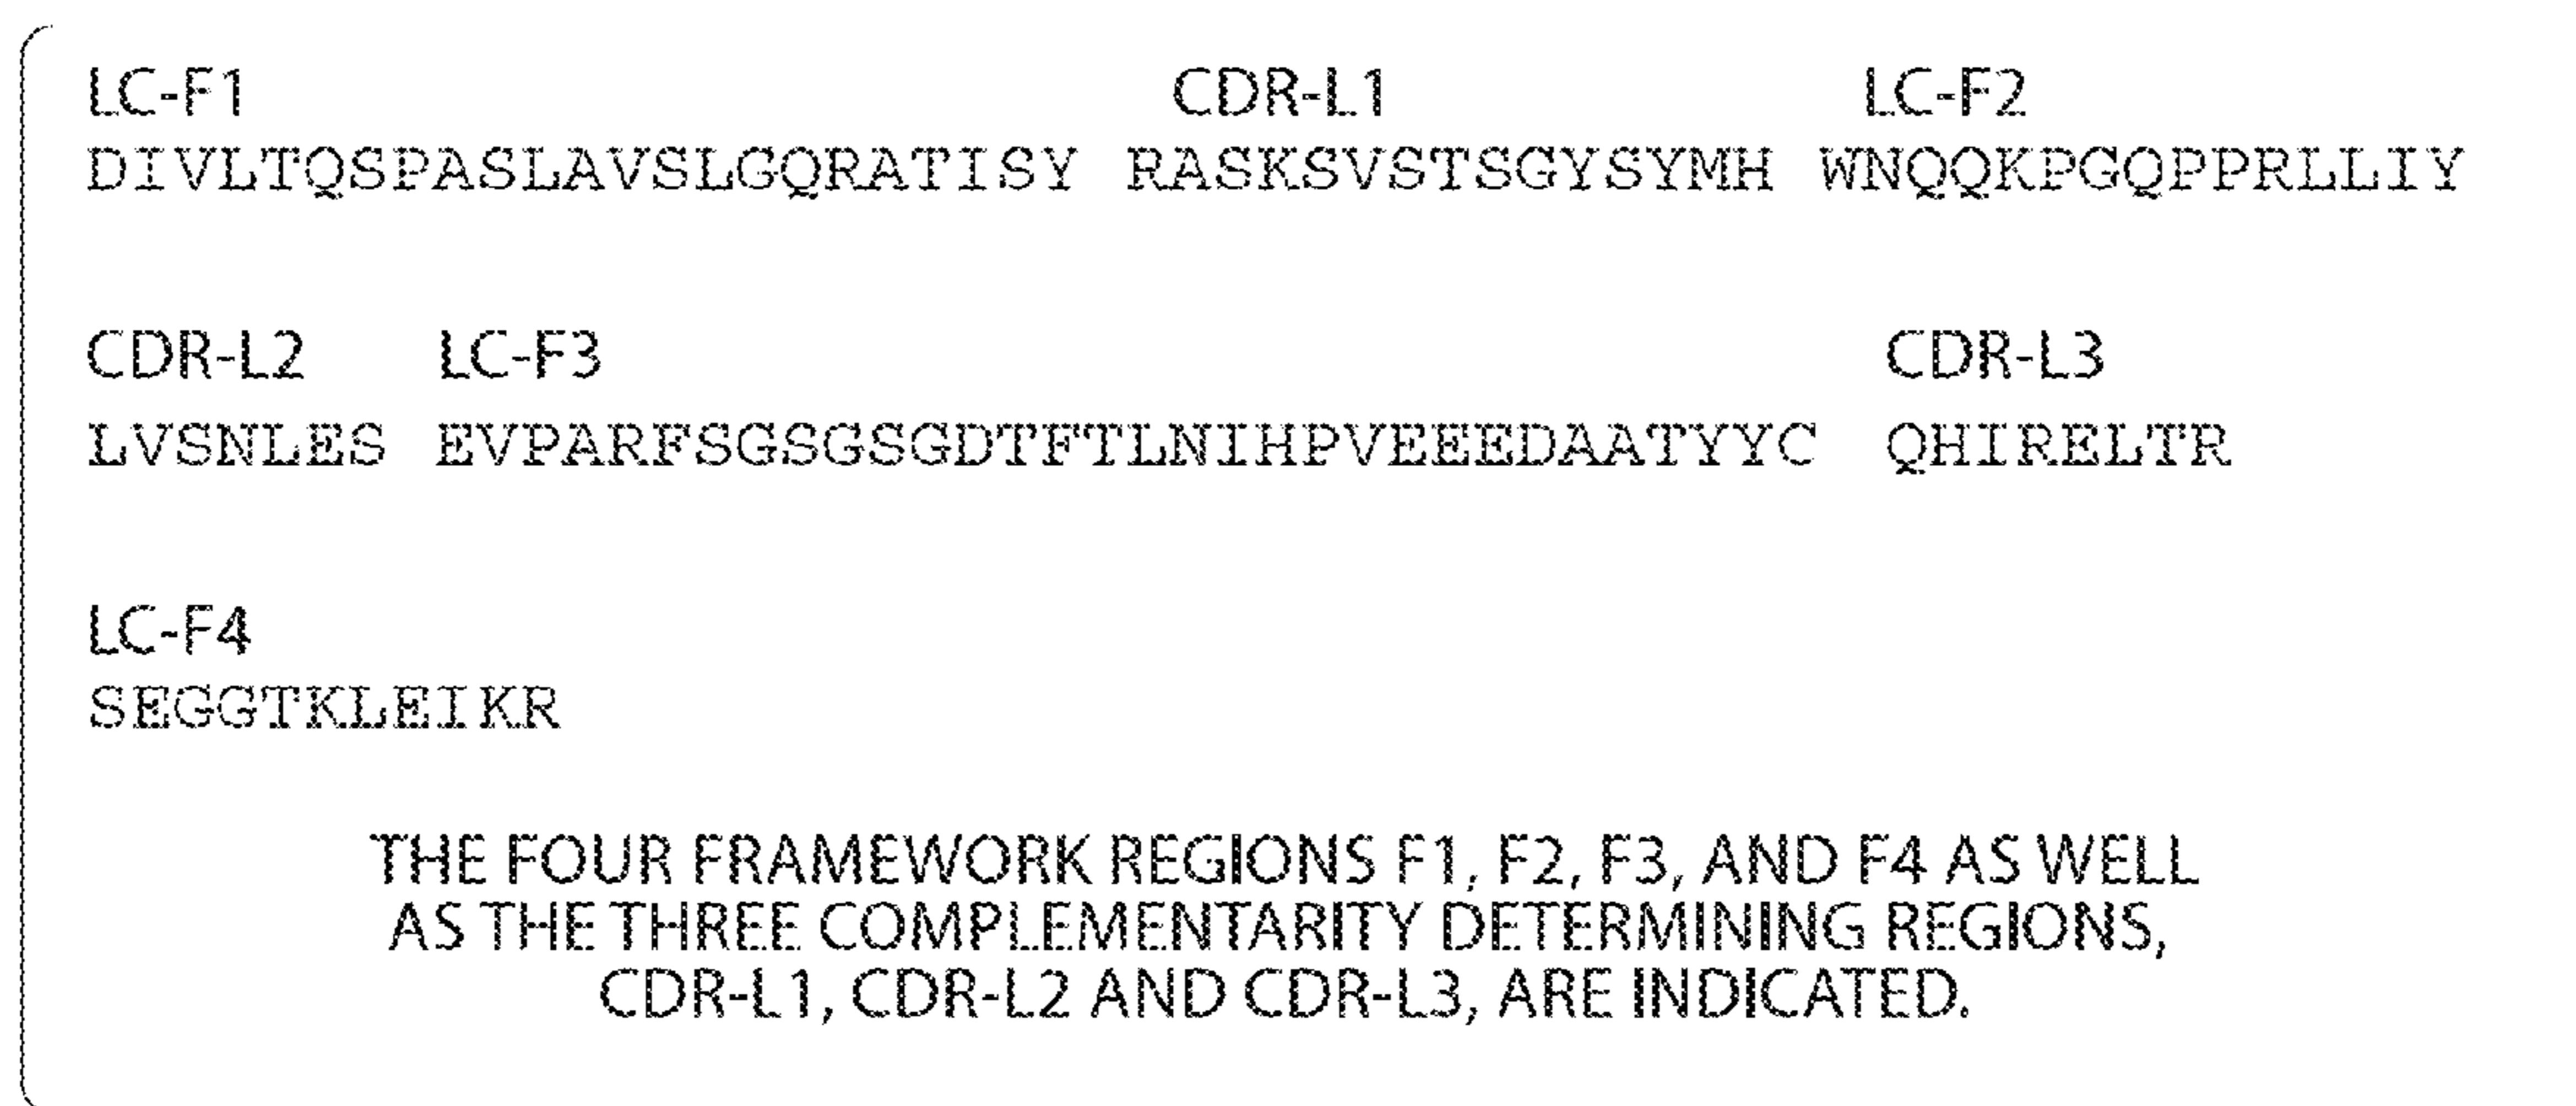 LC-F1 CDR-L1 LC-F2
DIVLTQSPASLAVSLGQRATISY RASKSVSTSGYSYMH WNQQKPGQPPRLLIY
CDR-L2 LC-F3 CDR-L3
LVSNLES EVPARFSGSGSGDTFTLNIHPVEEEDAATYYC QHIRELTR
LC-F4
SEGGTKLEIKR
THE FOUR FRAMEWORK REGIONS F1, F2, F3, AND F4 AS WELL
AS THE THREE COMPLEMENTARITY DETERMINING REGIONS,
CDR-L1, CDR-L2 AND CDR-L3, ARE INDICATED.